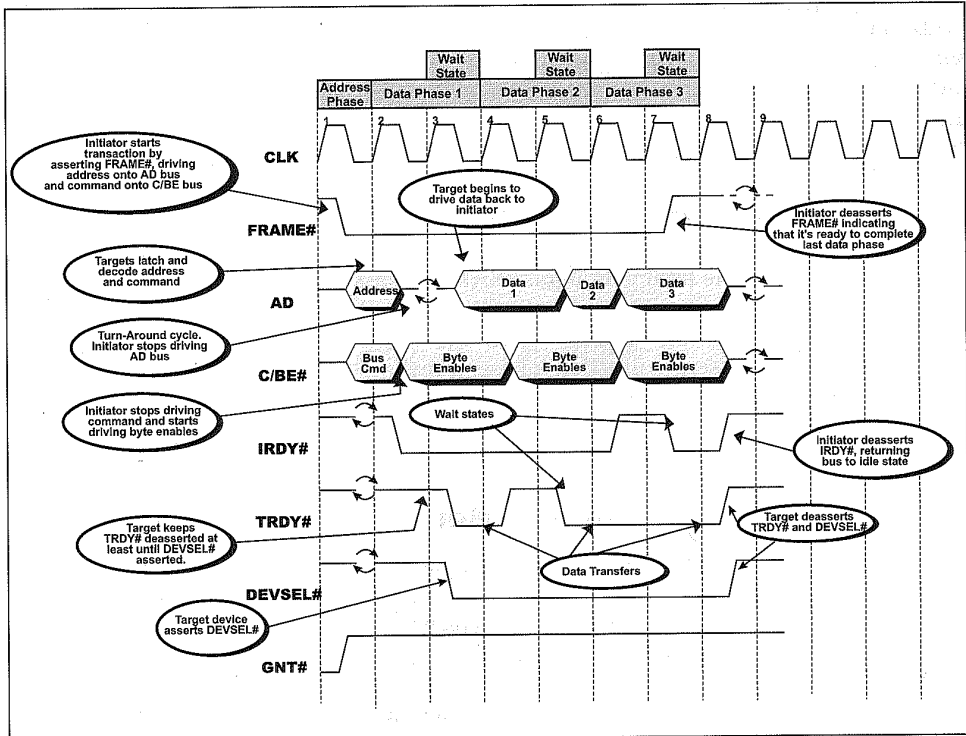 Wait
State
Wait
State
Wait
State
Address
Phase
Data Phase 1
Data Phase 2
Data Phase 3
1
2
3
4
5
6
7
8
9
CLK
Initiator starts
transaction by
asserting FRAME#, driving
address onto AD bus
and command onto C/BE bus
Target begins to
drive data back to
initiator
FRAME#
Initiator deasserts
FRAME# indicating
that it's ready to complete
last data phase
Targets latch and
decode address
and command
AD
Address
Data
1
Data
2
Data
3
Turn-Around cycle.
Initiator stops driving
AD bus
C/BE#
Bus
Cmd
Byte
Enables
Byte
Enables
Byte
Enables
Initiator stops driving
command and starts
driving byte enables
Wait states
IRDY#
Initiator deasserts
IRDY#, returning
bus to idle state
TRDY#
Target keeps
TRDY# deasserted at
least until DEVSEL#
asserted.
Target deasserts
TRDY# and DEVSEL#
Data Transfers
DEVSEL#
Target device
asserts DEVSEL#
GNT#